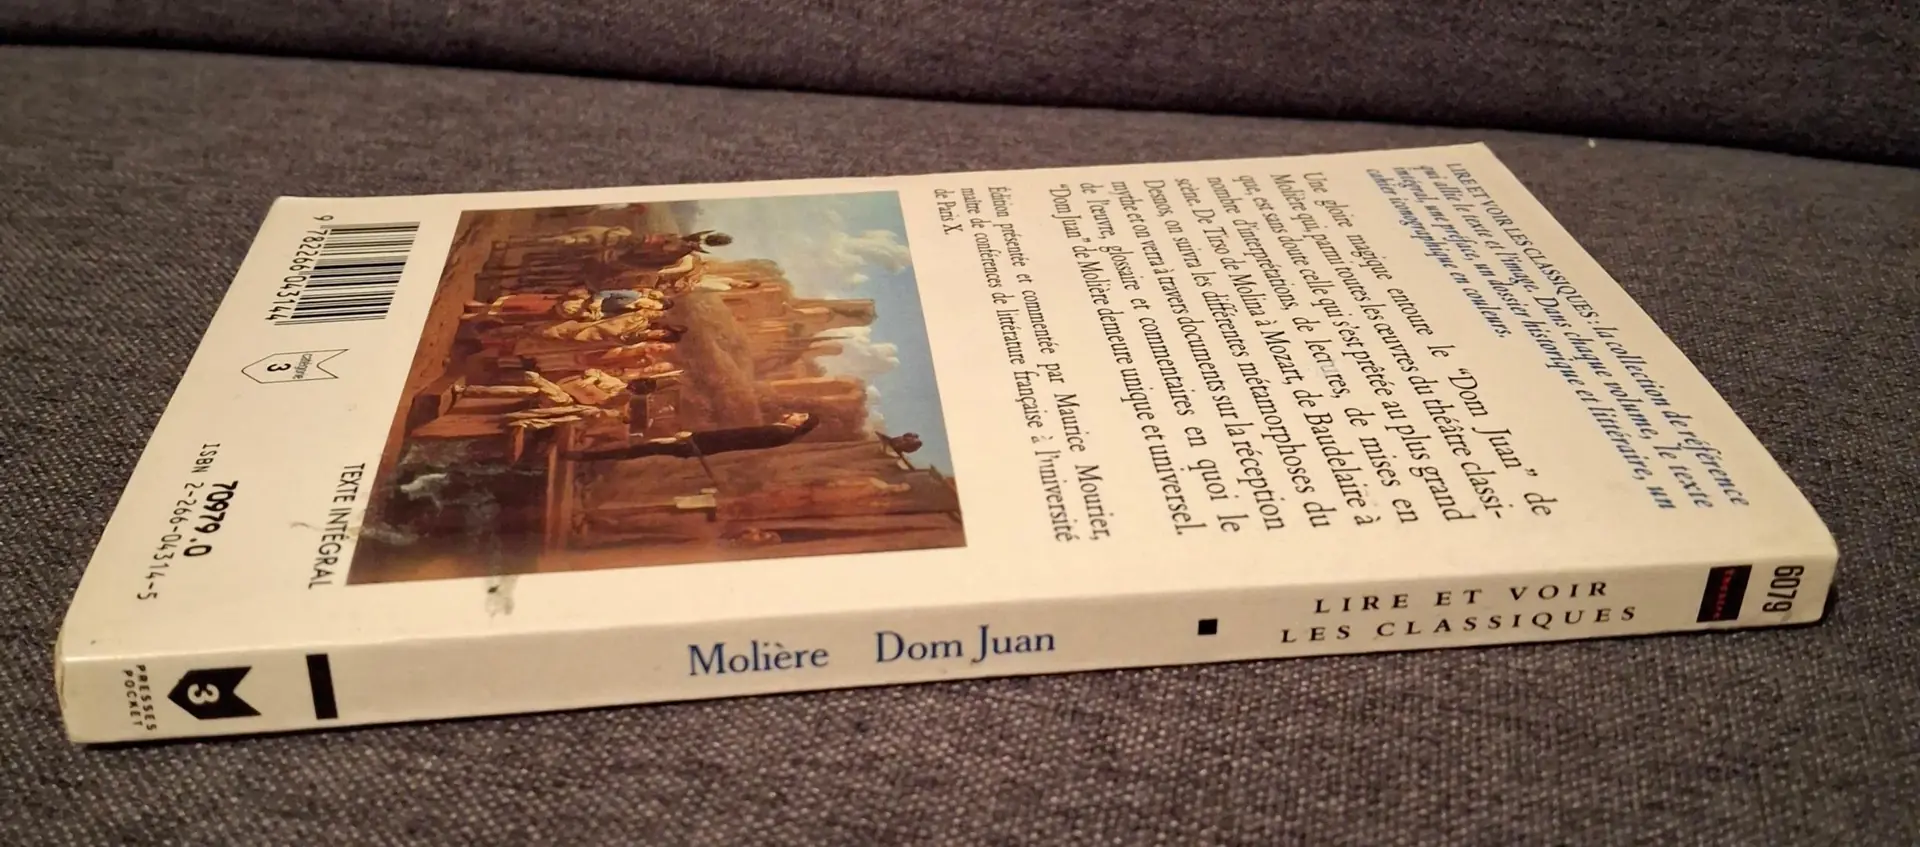 LIRE ET VOIR LES CLASSIQUES : la collection de référence
qui allie le texte et l'image. Dans chaque volume, le texte
intégral, une préface, un dossier historique et littéraire, un
cahier iconographique en couleurs.
Une gloire magique entoure le "Dom Juan" de
Molière qui, parmi toutes les œuvres du théâtre classi-
que, est sans doute celle qui s'est prêtée au plus grand
nombre d'interprétations, de lectures, de mises en
scène. De Tirso de Molina à Mozart, de Baudelaire à
Desnos, on suivra les différentes métamorphoses du
mythe et on verra à travers documents sur la réception
de l'œuvre, glossaire et commentaires en quoi le
"Dom Juan" de Molière demeure unique et universel.
Édition présentée et commentée par Maurice Mourier,
maître de conférences de littérature française à l'université
de Paris X.
9 782266 043144
catégorie
3
TEXTE INTÉGRAL
70979.0
ISBN 2-266-04314-5
PRESSES
POCKET
3
Molière Dom Juan
LIRE ET VOIR
LES CLASSIQUES
6079